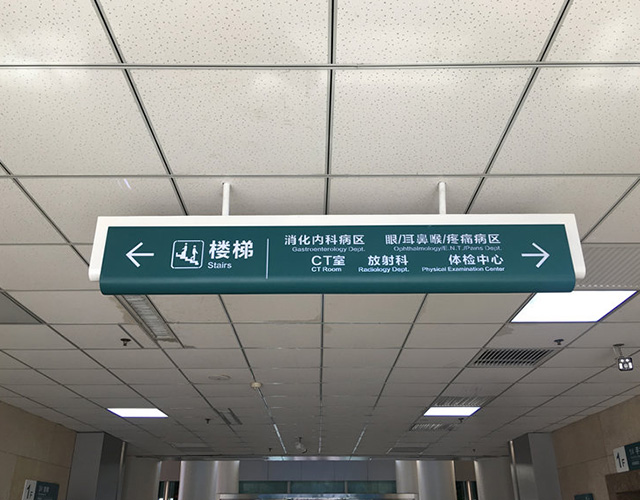 楼梯
Stairs
消化内科病区 眼/耳鼻喉/疼痛病区
Gastroenterology Dept. Ophthalmology/E.N.T./Pains Dept.
CT室 放射科 体检中心
CT Room Radiology Dept. Physical Examination Center
1F
1F